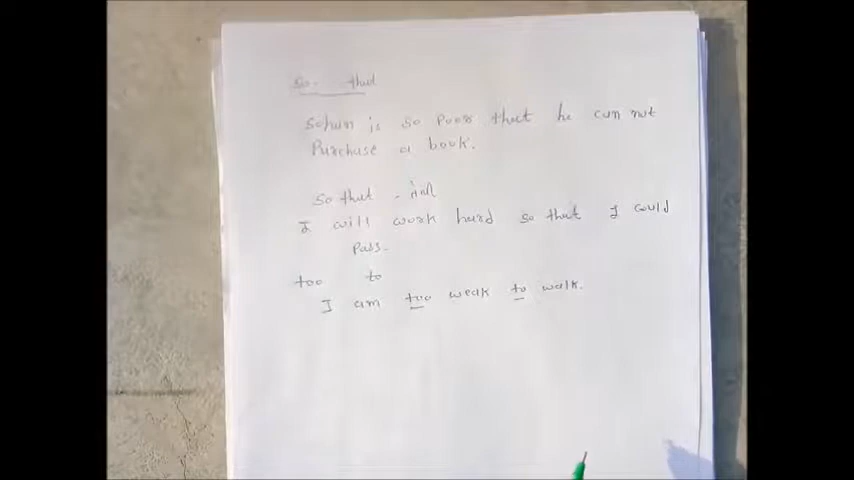 so - that
Sohan is so Poor that he can not
Purchase a book.
so that -
I will work hard so that I could
Pass.
too to
I am too weak to walk.